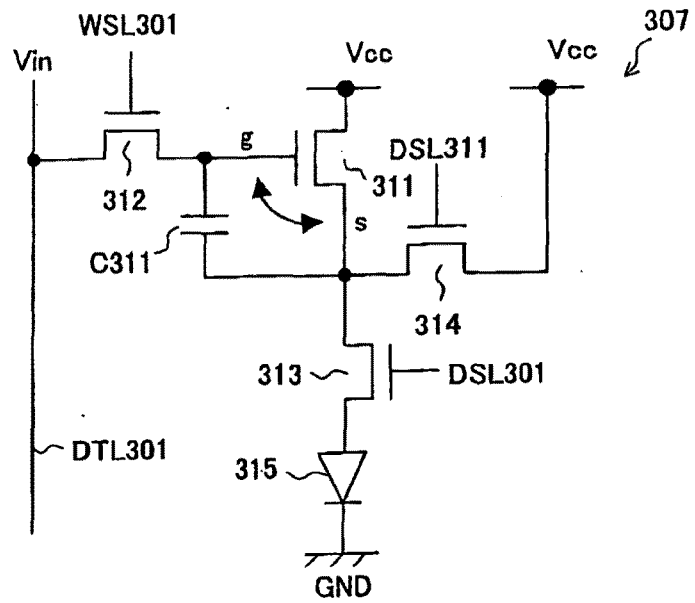 307
WSL301
Vin
Vcc
Vcc
g
DSL311
312
311
s
C311
314
313
DSL301
DTL301
315
GND